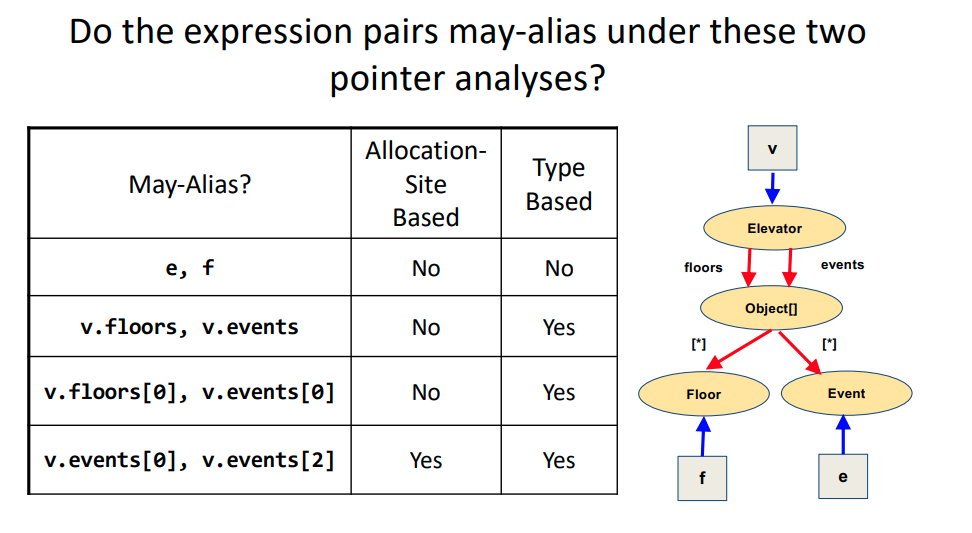 Do the expression pairs may-alias under these two
pointer analyses?
May-Alias?
Allocation-
Site
Based
Type
Based
e, f
No
No
v.floors, v.events
No
Yes
v.floors[0], v.events[0]
No
Yes
v.events[0], v.events[2]
Yes
Yes
v
Elevator
floors
events
Object[]
[*]
[*]
Floor
Event
f
e